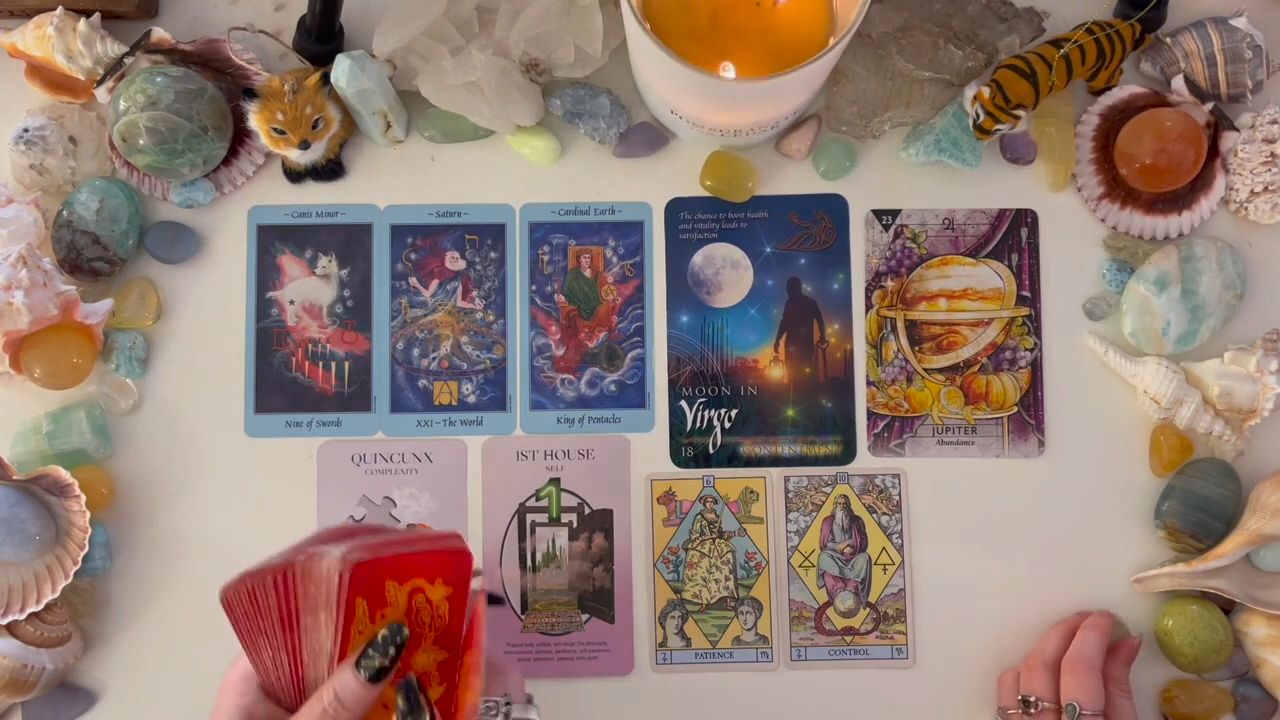 ~ Canis Minor ~
Nine of Swords
~ Saturn ~
XXI~The World
~ Cardinal Earth ~
King of Pentacles
The chance to boost health
and vitality leads to
satisfaction
MOON IN
Virgo
18
CONTENTMENT
23
♃
JUPITER
Abundance
QUINCUNX
COMPLEXITY
1ST HOUSE
SELF
1
6
♃
PATIENCE
♏
10
♃
CONTROL
♑